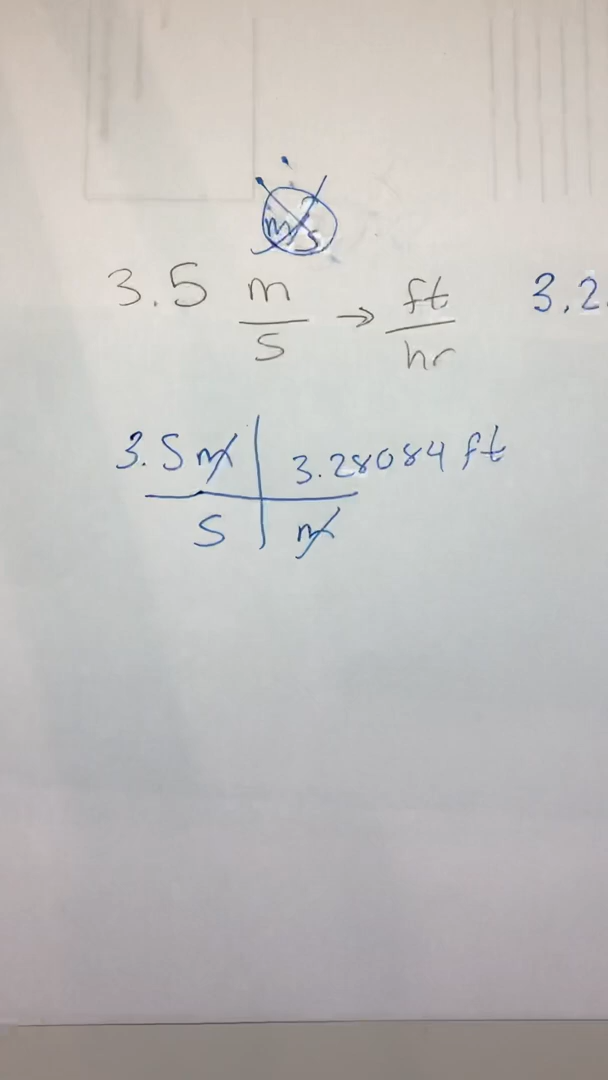 m/s
3.5 m/s → ft/hr 3.2
3.5 m | 3.28084 ft
s | m